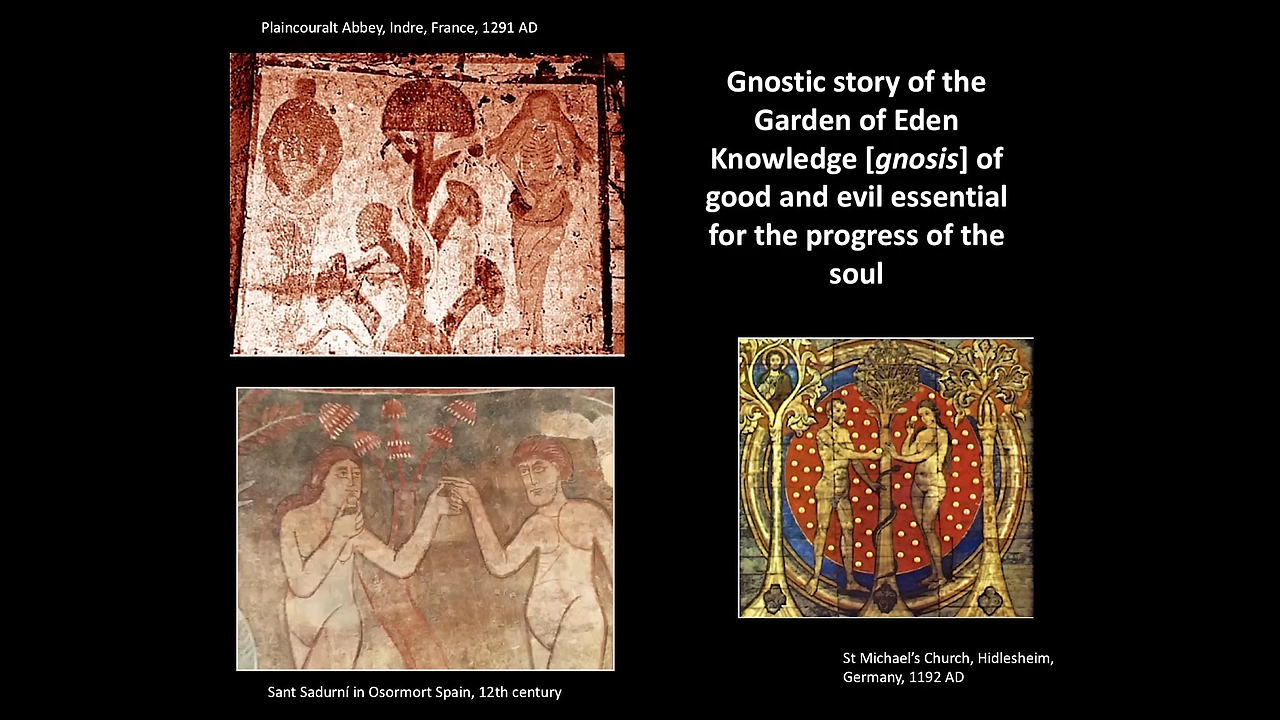 Plaincouralt Abbey, Indre, France, 1291 AD
Gnostic story of the
Garden of Eden
Knowledge [gnosis] of
good and evil essential
for the progress of the
soul
Sant Sadurní in Osormort Spain, 12th century
St Michael’s Church, Hidlesheim,
Germany, 1192 AD